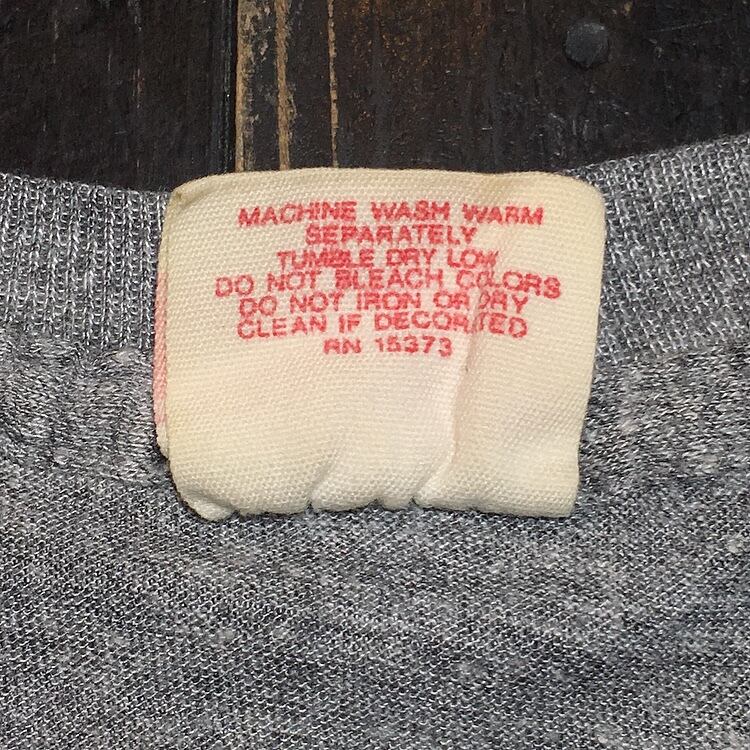 MACHINE WASH WARM
SEPARATELY
TUMBLE DRY LOW
DO NOT BLEACH COLORS
DO NOT IRON OR DRY
CLEAN IF DECORATED
RN 15373